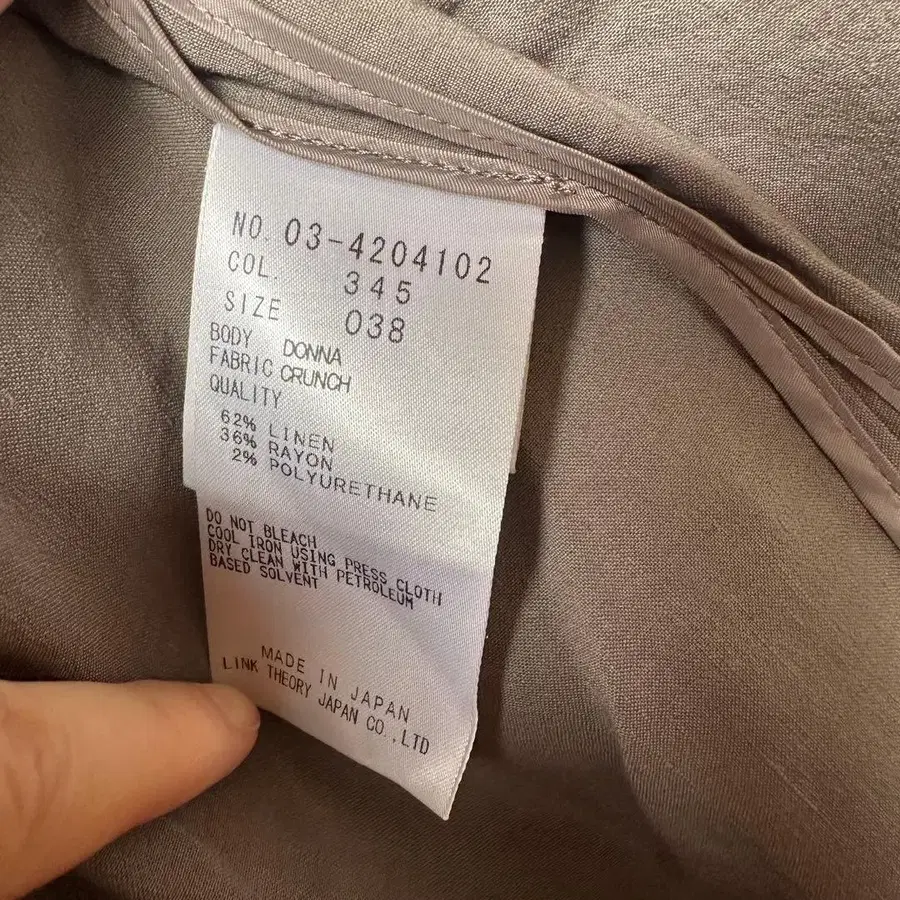 NO. 03-4204102
COL. 345
SIZE 038
BODY DONNA
FABRIC CRUNCH
QUALITY
62% LINEN
36% RAYON
2% POLYURETHANE
DO NOT BLEACH
COOL IRON USING PRESS CLOTH
DRY CLEAN WITH PETROLEUM
BASED SOLVENT
MADE IN JAPAN
LINK THEORY JAPAN CO.,LTD